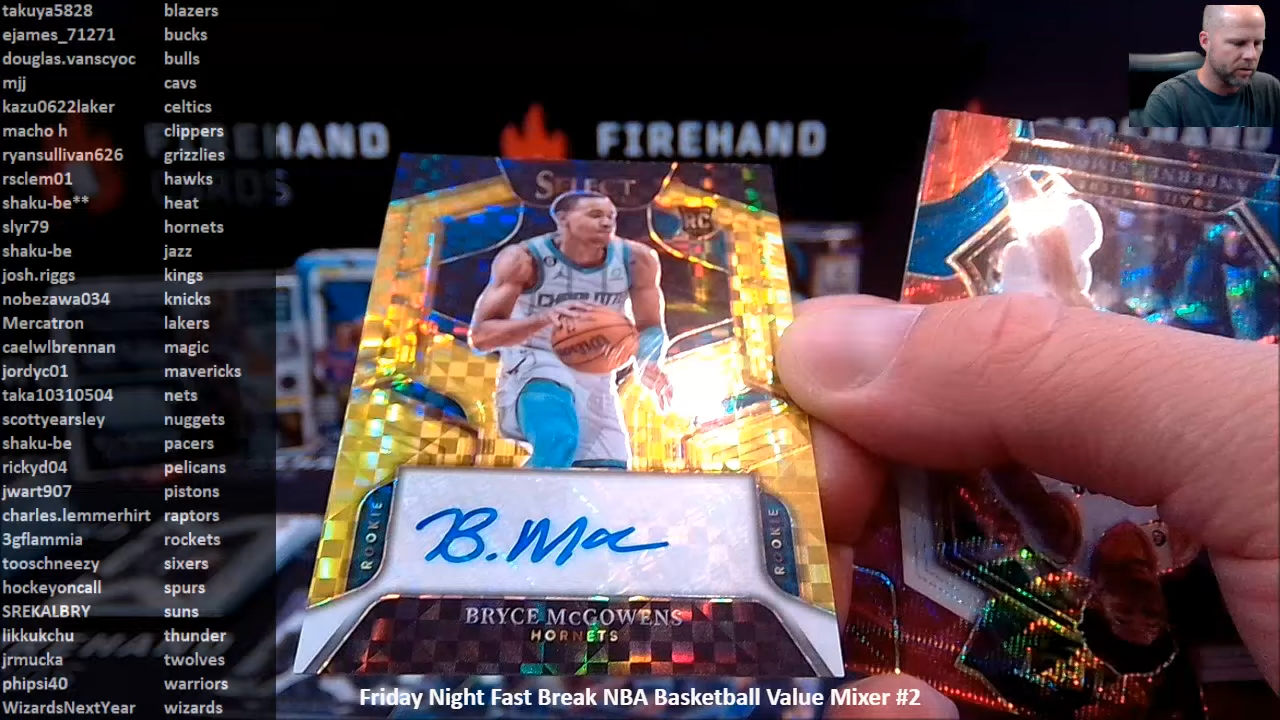 takuya5828 blazers
ejames_71271 bucks
douglas.vanscyoc bulls
mjj cavs
kazu0622laker celtics
macho h clippers
ryansullivan626 grizzlies
rsclem01 hawks
shaku-be** heat
slyr79 hornets
shaku-be jazz
josh.riggs kings
nobezawa034 knicks
Mercatron lakers
caelwlbrennan magic
jordyc01 mavericks
taka10310504 nets
scottyearsley nuggets
shaku-be pacers
rickyd04 pelicans
jwart907 pistons
charles.lemmerhirt raptors
3gflammia rockets
tooschneezy sixers
hockeyoncall spurs
SREKALBRY suns
likkukchu thunder
jrmucka twolves
phipsi40 warriors
WizardsNextYear wizards
FIREHAND
FIREHAND
SELECT
RC
CHARLOTTE
ROOKIE
ROOKIE
B. Mc
BRYCE McGOWENS
HORNETS
ANFERNEE SIMONS
Friday Night Fast Break NBA Basketball Value Mixer #2